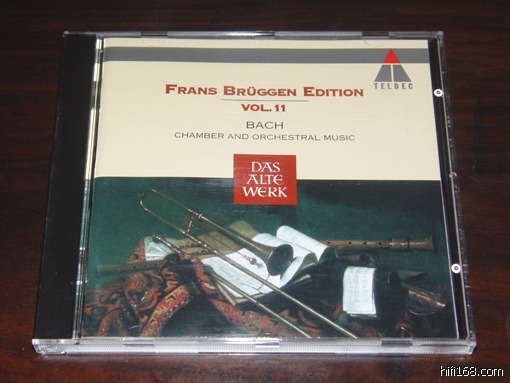 TELDEC
FRANS BRÜGGEN EDITION
VOL. 11
BACH
CHAMBER AND ORCHESTRAL MUSIC
DAS
ALTE
WERK
hifi168.com